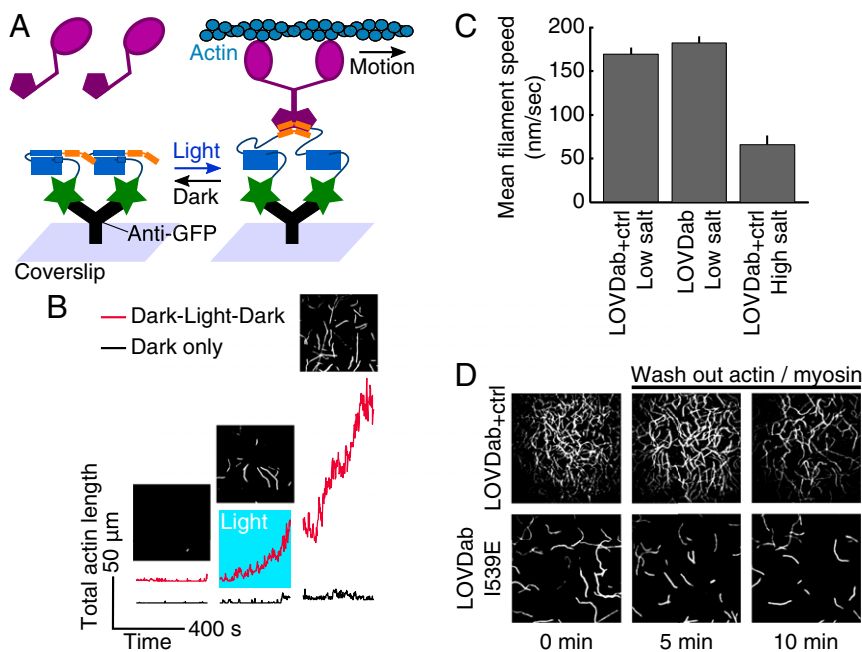 A
Actin
Motion
Light
Dark
Anti-GFP
Coverslip
B
Dark-Light-Dark
Dark only
Light
Total actin length
50 µm
Time
400 s
C
Mean filament speed
(nm/sec)
200
150
100
50
0
LOVDab+ctrl
Low salt
LOVDab
Low salt
LOVDab+ctrl
High salt
D
Wash out actin / myosin
LOVDab+ctrl
LOVDab
I539E
0 min
5 min
10 min